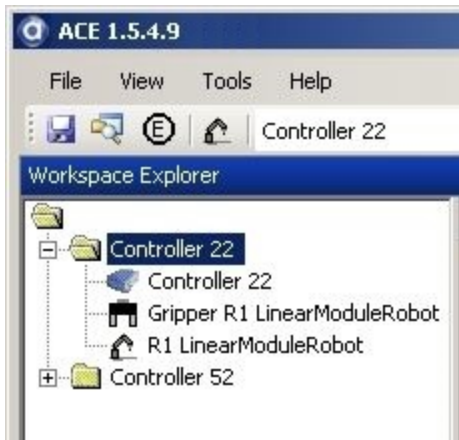 ACE 1.5.4.9
File View Tools Help
E Controller 22
Workspace Explorer
Controller 22
Controller 22
Gripper R1 LinearModuleRobot
R1 LinearModuleRobot
Controller 52